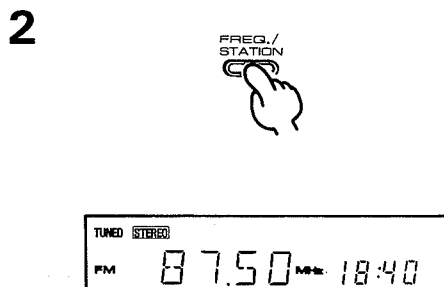 2
FREQ./
STATION
TUNED STEREO
FM 87.50 MHz 18:40